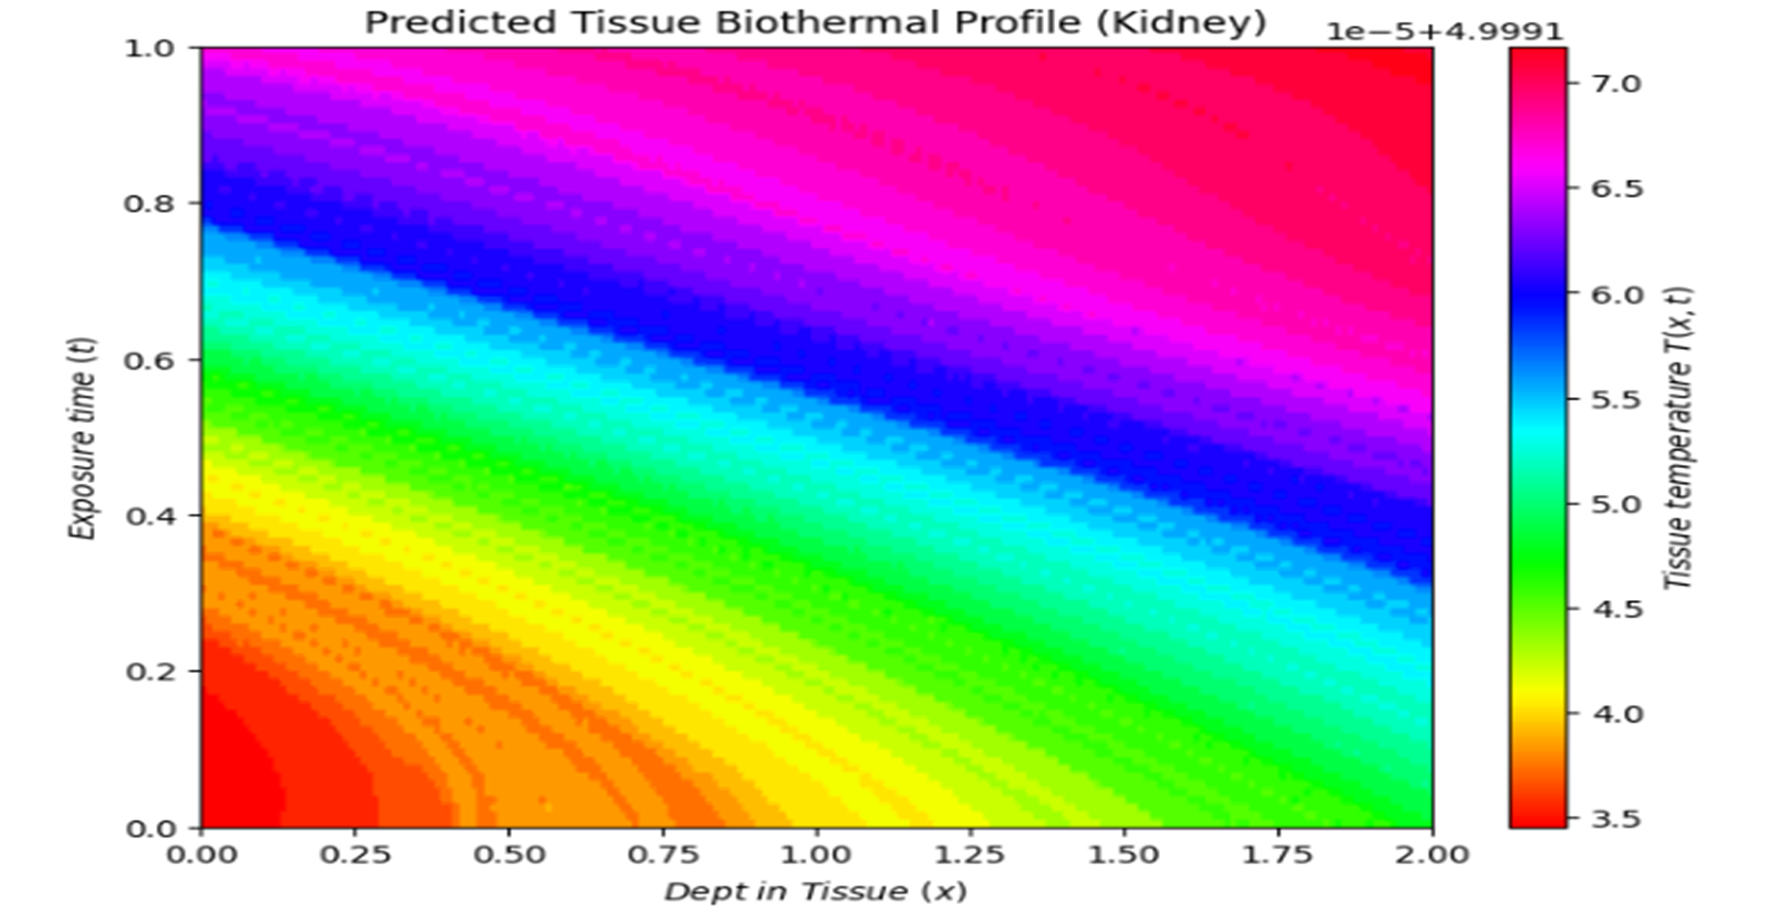 Predicted Tissue Biothermal Profile (Kidney)
1e−5+4.9991
1.0
0.8
0.6
0.4
0.2
0.0
Exposure time (t)
0.00 0.25 0.50 0.75 1.00 1.25 1.50 1.75 2.00
Dept in Tissue (x)
7.0
6.5
6.0
5.5
5.0
4.5
4.0
3.5
Tissue temperature T(x, t)